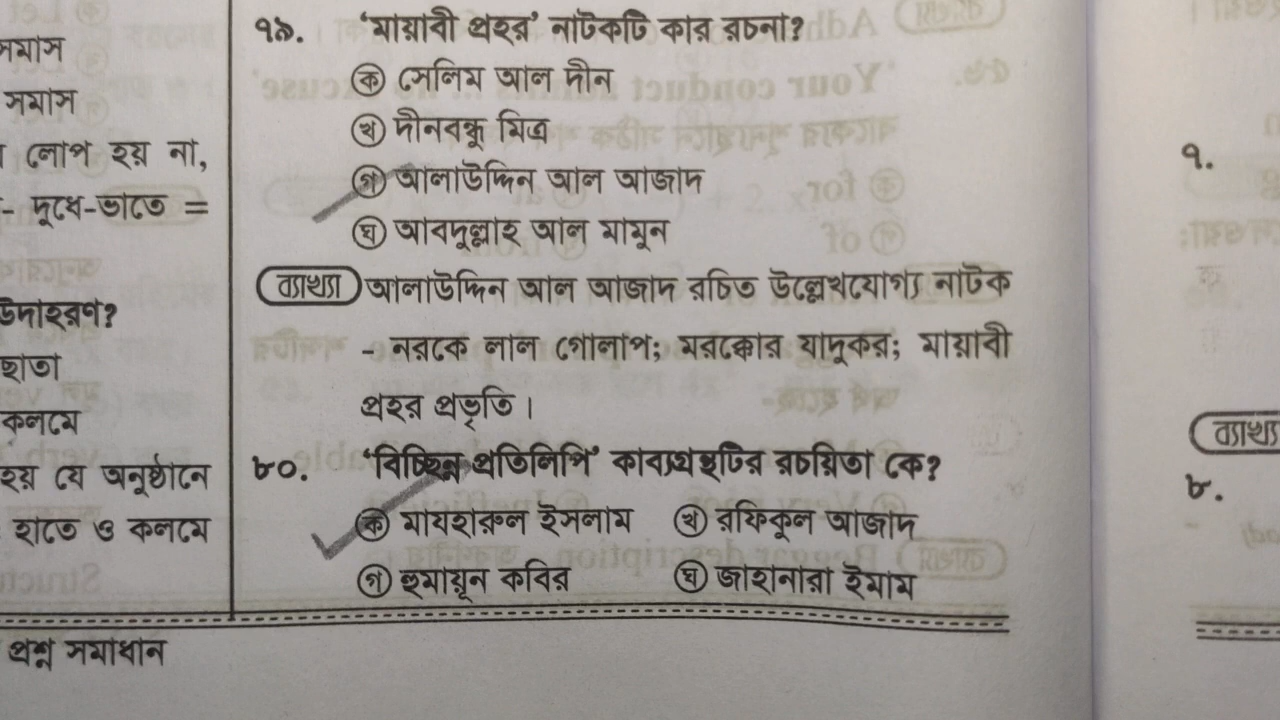 সমাস
সমাস
লোপ হয় না,
- দুধে-ভাতে =
উদাহরণ?
ছাতা
কলমে
হয় যে অনুষ্ঠানে
হাতে ও কলমে
৭৯. ‘মায়াবী প্রহর’ নাটকটি কার রচনা?
ক সেলিম আল দীন
খ দীনবন্ধু মিত্র
গ আলাউদ্দিন আল আজাদ
ঘ আবদুল্লাহ আল মামুন
ব্যাখ্যা আলাউদ্দিন আল আজাদ রচিত উল্লেখযোগ্য নাটক
- নরকে লাল গোলাপ; মরক্কোর যাদুকর; মায়াবী
প্রহর প্রভৃতি।
৮০. ‘বিচ্ছিন্ন প্রতিলিপি’ কাব্যগ্রন্থটির রচয়িতা কে?
ক মাযহারুল ইসলাম খ রফিকুল আজাদ
গ হুমায়ূন কবির ঘ জাহানারা ইমাম
প্রশ্ন সমাধান
৭.
ব্যাখ্যা
৮.